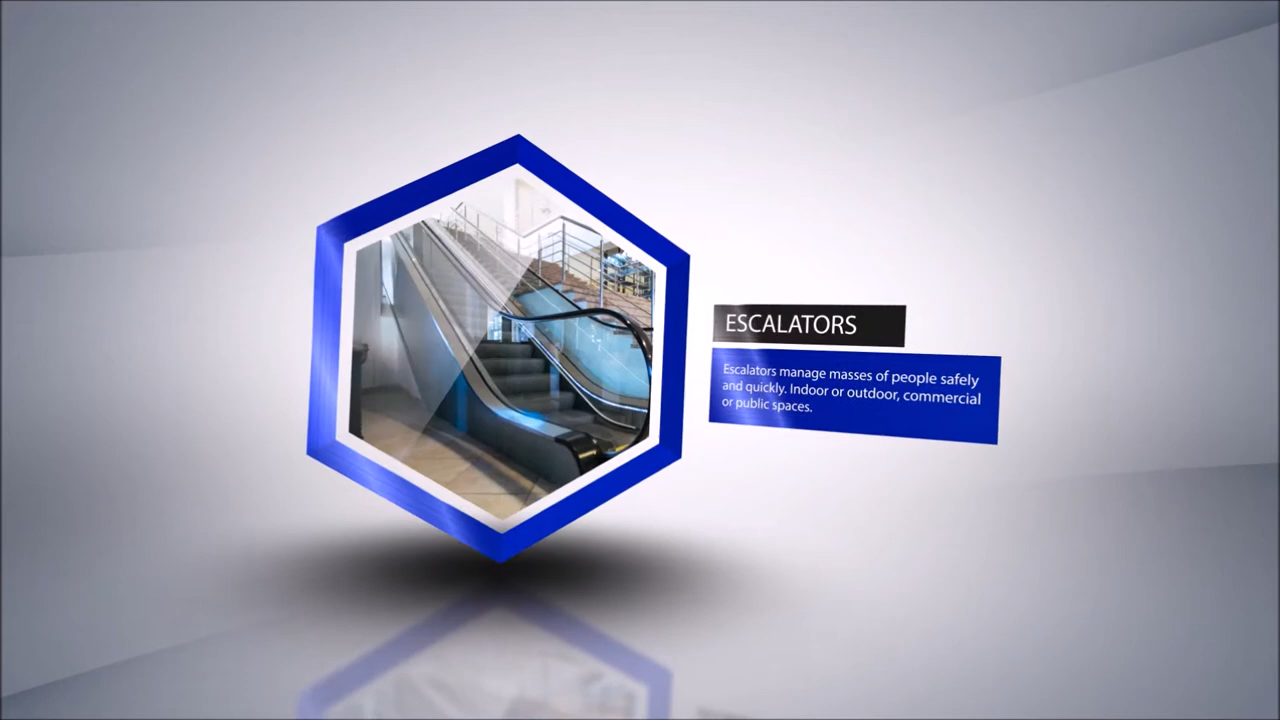 ESCALATORS
Escalators manage masses of people safely
and quickly. Indoor or outdoor, commercial
or public spaces.